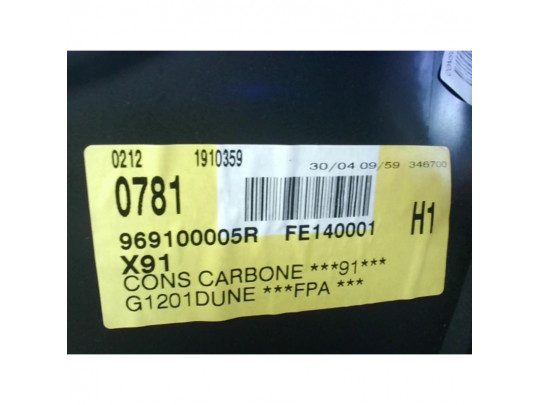 0212 1910359
30/04 09/59 346700
0781
969100005R FE140001 H1
X91
CONS CARBONE ***91***
G1201DUNE ***FPA ***